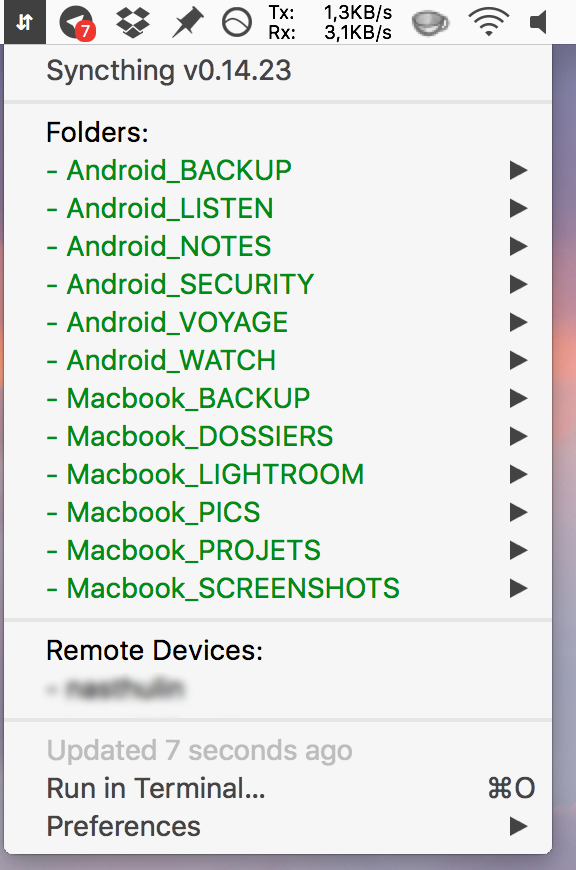 7
Tx: 1,3KB/s
Rx: 3,1KB/s
Syncthing v0.14.23
Folders:
- Android_BACKUP
- Android_LISTEN
- Android_NOTES
- Android_SECURITY
- Android_VOYAGE
- Android_WATCH
- Macbook_BACKUP
- Macbook_DOSSIERS
- Macbook_LIGHTROOM
- Macbook_PICS
- Macbook_PROJETS
- Macbook_SCREENSHOTS
Remote Devices:
Updated 7 seconds ago
Run in Terminal... ⌘O
Preferences